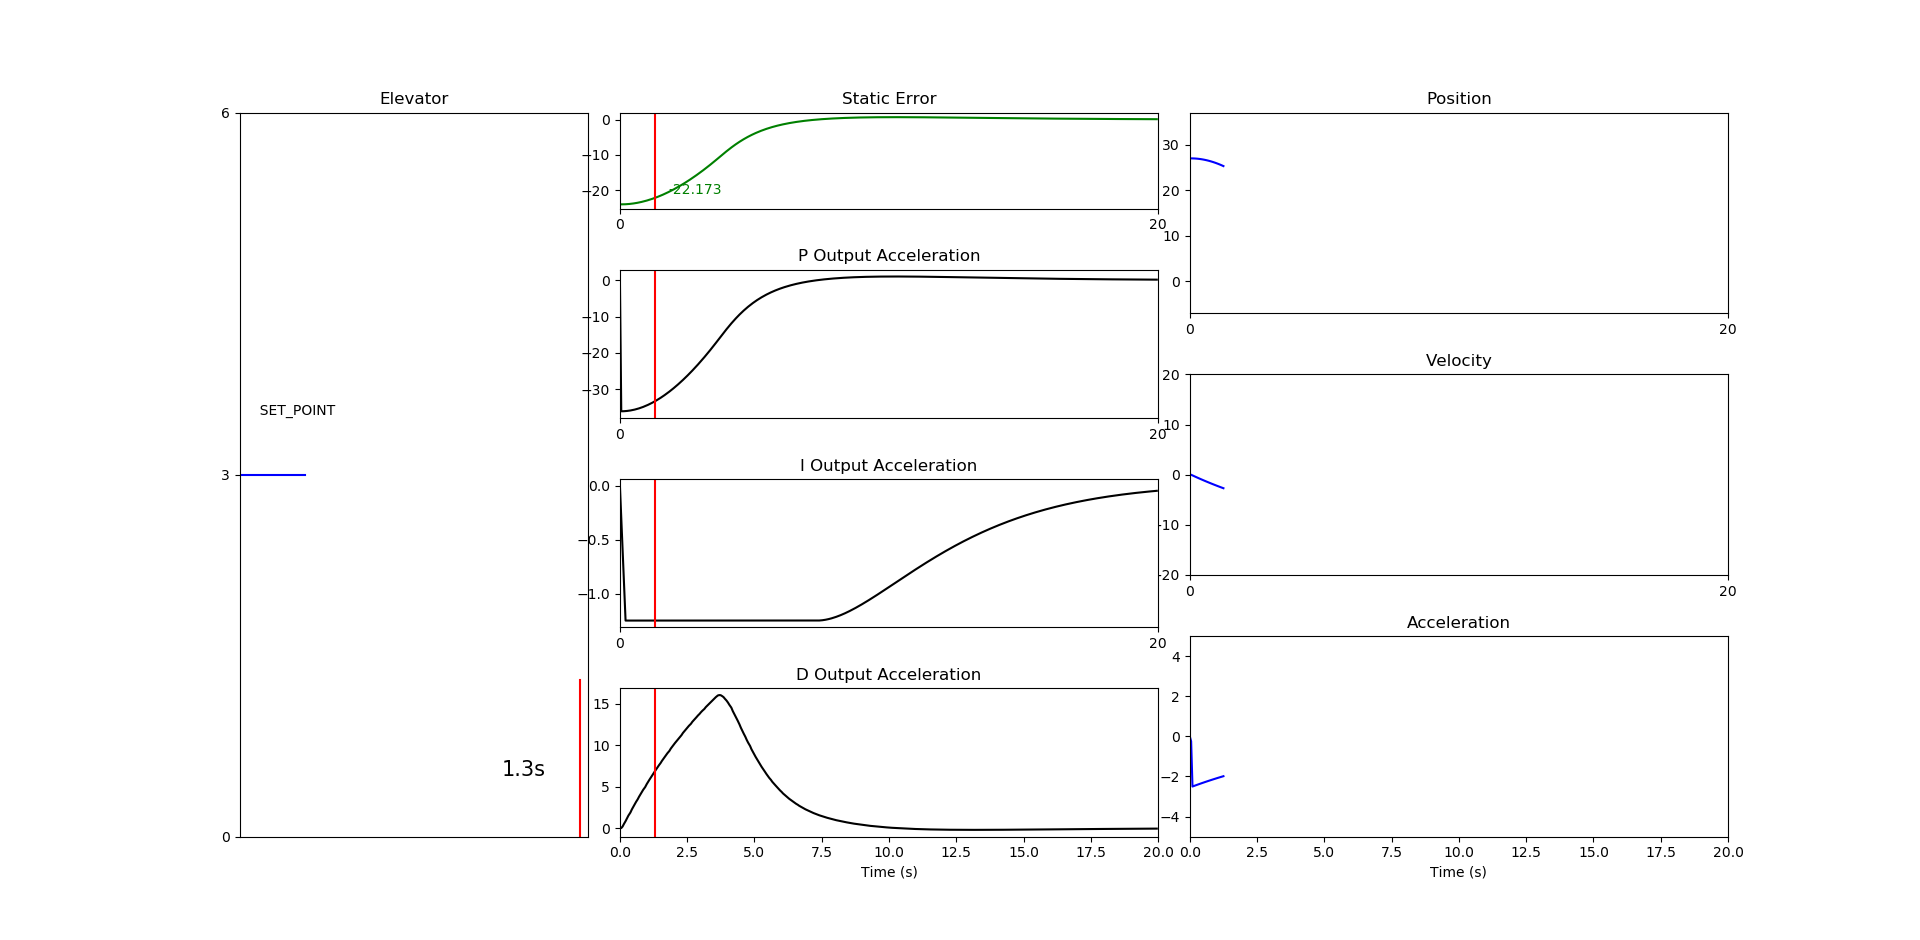 Elevator
6
3
0
SET_POINT
1.3s
Static Error
0
−10
−20
-22.173
0 20
P Output Acceleration
0
−10
−20
−30
0 20
I Output Acceleration
0.0
−0.5
−1.0
0 20
D Output Acceleration
15
10
5
0
0.0 2.5 5.0 7.5 10.0 12.5 15.0 17.5 20.0
Time (s)
Position
30
20
10
0
0 20
Velocity
20
10
0
-10
-20
0 20
Acceleration
4
2
0
−2
−4
0.0 2.5 5.0 7.5 10.0 12.5 15.0 17.5 20.0
Time (s)